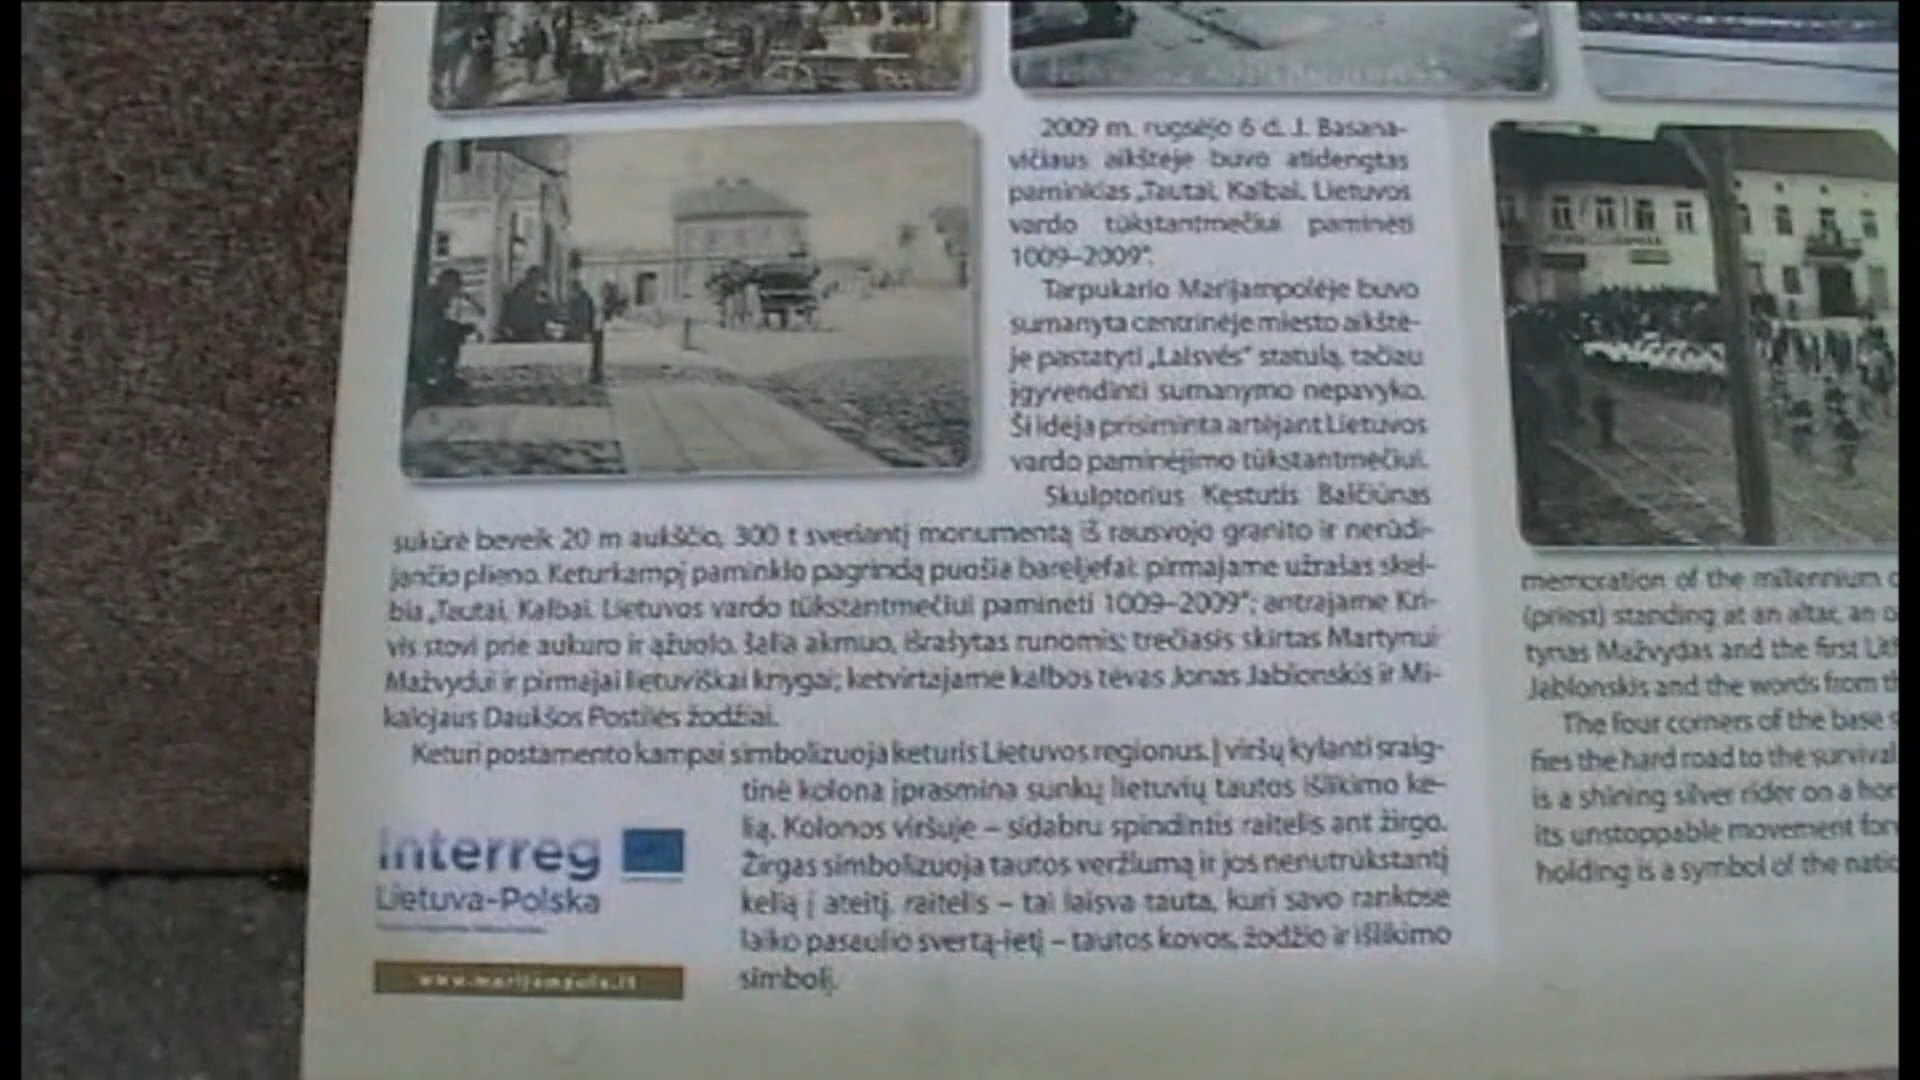 2009 m. rugsėjo 6 d. J. Basana-
vičiaus aikštėje buvo atidengtas
paminklas „Tautai. Kalbai. Lietuvos
vardo tūkstantmečiui paminėti
1009–2009“.
Tarpukario Marijampolėje buvo
sumanyta centrinėje miesto aikštė-
je pastatyti „Laisvės“ statulą, tačiau
įgyvendinti sumanymo nepavyko.
Ši idėja prisiminta artėjant Lietuvos
vardo paminėjimo tūkstantmečiui.
Skulptorius Kęstutis Balčiūnas
sukūrė beveik 20 m aukščio, 300 t sveriantį monumentą iš rausvojo granito ir nerūdi-
jančio plieno. Keturkampį paminklo pagrindą puošia bareljefai: pirmajame užrašas skel-
bia „Tautai. Kalbai. Lietuvos vardo tūkstantmečiui paminėti 1009–2009“; antrajame Kri-
vis stovi prie aukuro ir ąžuolo, šalia akmuo, išrašytas runomis; trečiasis skirtas Martynui
Mažvydui ir pirmajai lietuviškai knygai; ketvirtajame kalbos tėvas Jonas Jablonskis ir Mi-
kalojaus Daukšos Postilės žodžiai.
Keturi postamento kampai simbolizuoja keturis Lietuvos regionus. Į viršų kylanti sraig-
tinė kolona įprasmina sunkų lietuvių tautos išlikimo ke-
lią. Kolonos viršuje – sidabru spindintis raitelis ant žirgo.
Žirgas simbolizuoja tautos veržlumą ir jos nenutrūkstantį
kelią į ateitį, raitelis – tai laisva tauta, kuri savo rankose
laiko pasaulio svertą-ietį – tautos kovos, žodžio ir išlikimo
simbolį.
Interreg
Lietuva-Polska
www.marijampole.lt
memoration of the millennium
(priest) standing at an altar, an
tynas Mažvydas and the first
Jablonskis and the words from
The four corners of the base
fies the hard road to the survival
is a shining silver rider on a
its unstoppable movement
holding is a symbol of the